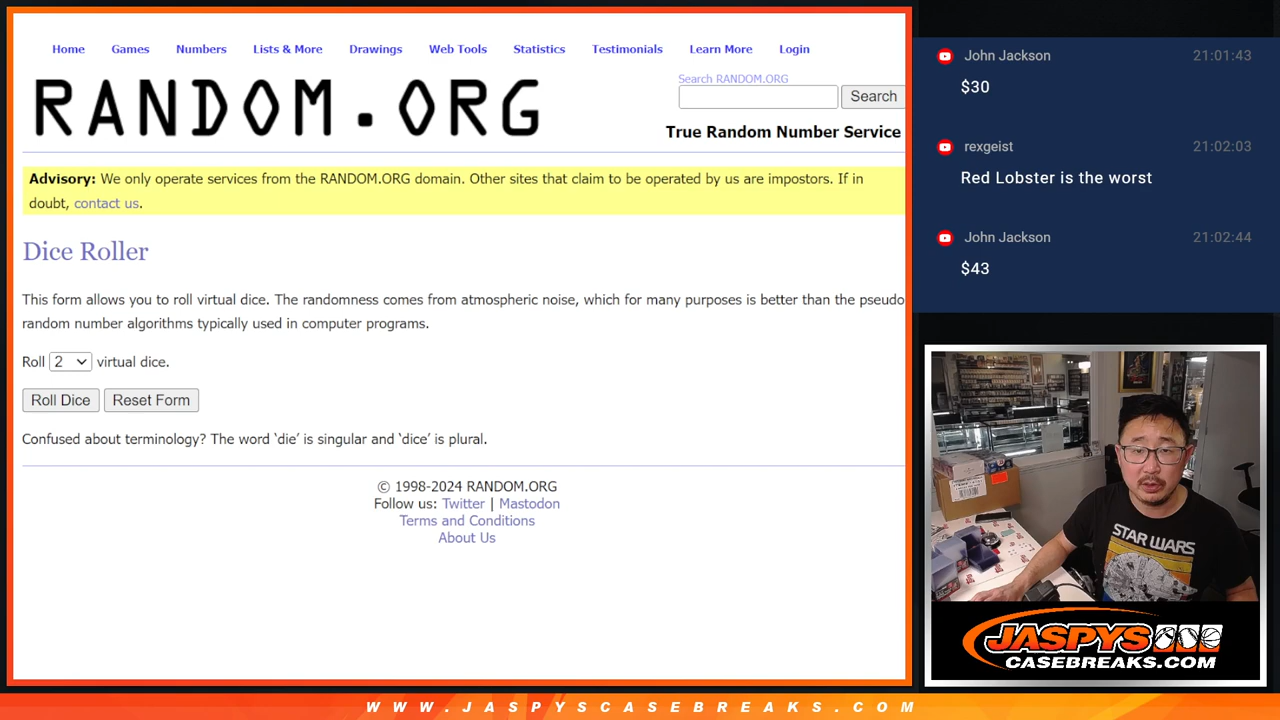 Home Games Numbers Lists & More Drawings Web Tools Statistics Testimonials Learn More Login
RANDOM.ORG
Search RANDOM.ORG
Search
True Random Number Service
Advisory: We only operate services from the RANDOM.ORG domain. Other sites that claim to be operated by us are impostors. If in
doubt, contact us.
Dice Roller
This form allows you to roll virtual dice. The randomness comes from atmospheric noise, which for many purposes is better than the pseudo
random number algorithms typically used in computer programs.
Roll 2 virtual dice.
Roll Dice Reset Form
Confused about terminology? The word ‘die’ is singular and ‘dice’ is plural.
© 1998-2024 RANDOM.ORG
Follow us: Twitter | Mastodon
Terms and Conditions
About Us
John Jackson 21:01:43
$30
rexgeist 21:02:03
Red Lobster is the worst
John Jackson 21:02:44
$43
STAR WARS
JASPYS
CASEBREAKS.COM
WWW.JASPYSCASEBREAKS.COM